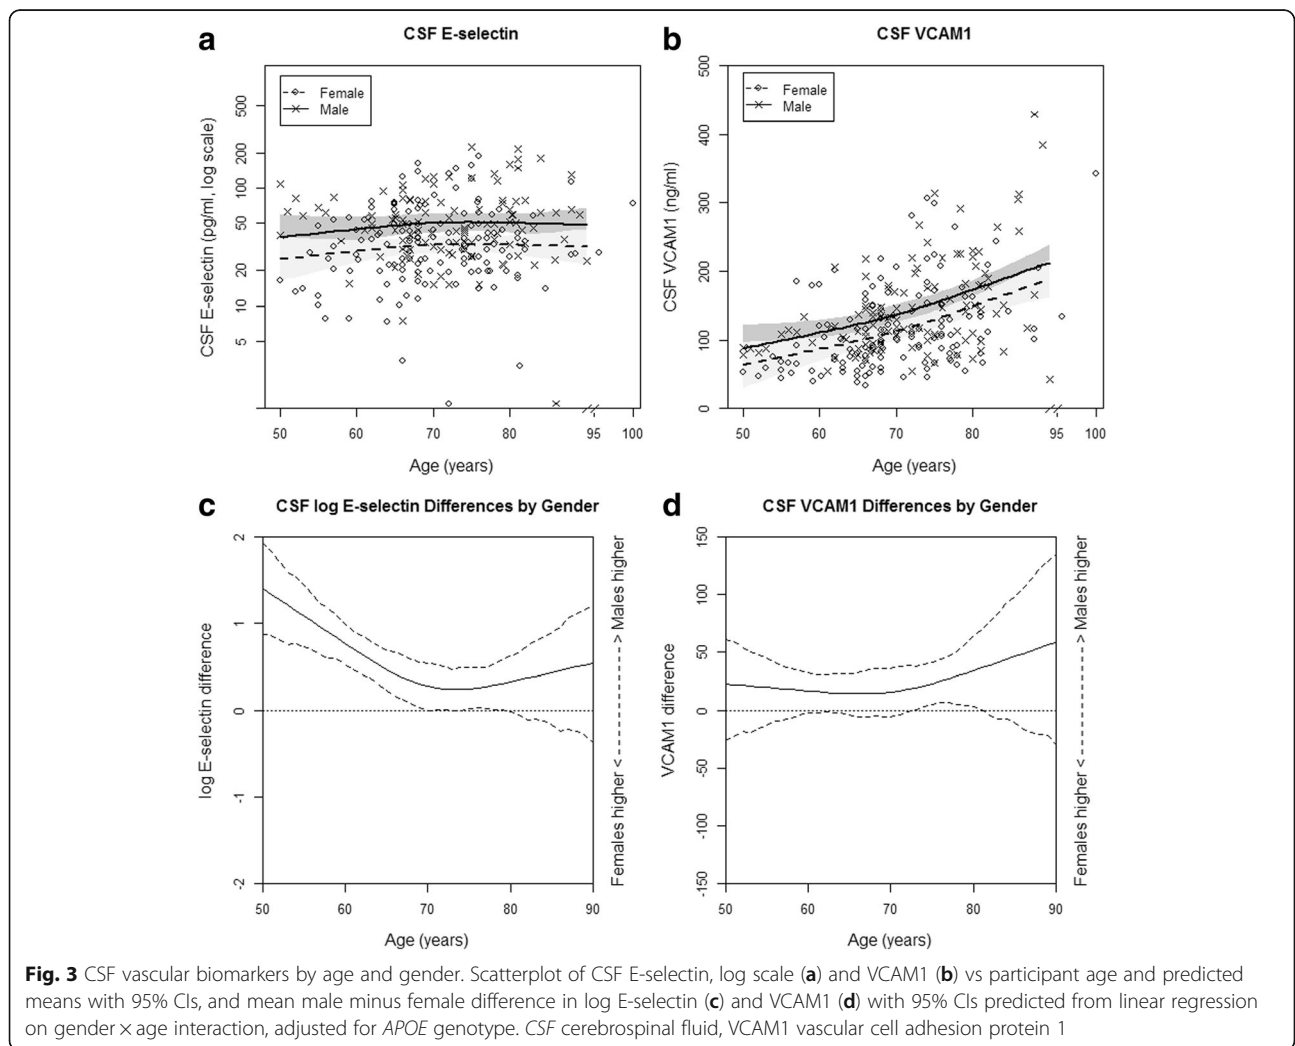 a
CSF E-selectin
CSF E-selectin (pg/ml, log scale)
500
200
100
50
20
10
5
Female
Male
50 60 70 80 95 100
Age (years)
b
CSF VCAM1
CSF VCAM1 (ng/ml)
500
400
300
200
100
0
Female
Male
50 60 70 80 95 100
Age (years)
c
CSF log E-selectin Differences by Gender
log E-selectin difference
2
1
0
-1
-2
50 60 70 80 90
Age (years)
Females higher < --------------- > Males higher
d
CSF VCAM1 Differences by Gender
VCAM1 difference
150
100
50
0
-50
-100
-150
50 60 70 80 90
Age (years)
Females higher < --------------- > Males higher
Fig. 3 CSF vascular biomarkers by age and gender. Scatterplot of CSF E-selectin, log scale (a) and VCAM1 (b) vs participant age and predicted
means with 95% CIs, and mean male minus female difference in log E-selectin (c) and VCAM1 (d) with 95% CIs predicted from linear regression
on gender × age interaction, adjusted for APOE genotype. CSF cerebrospinal fluid, VCAM1 vascular cell adhesion protein 1